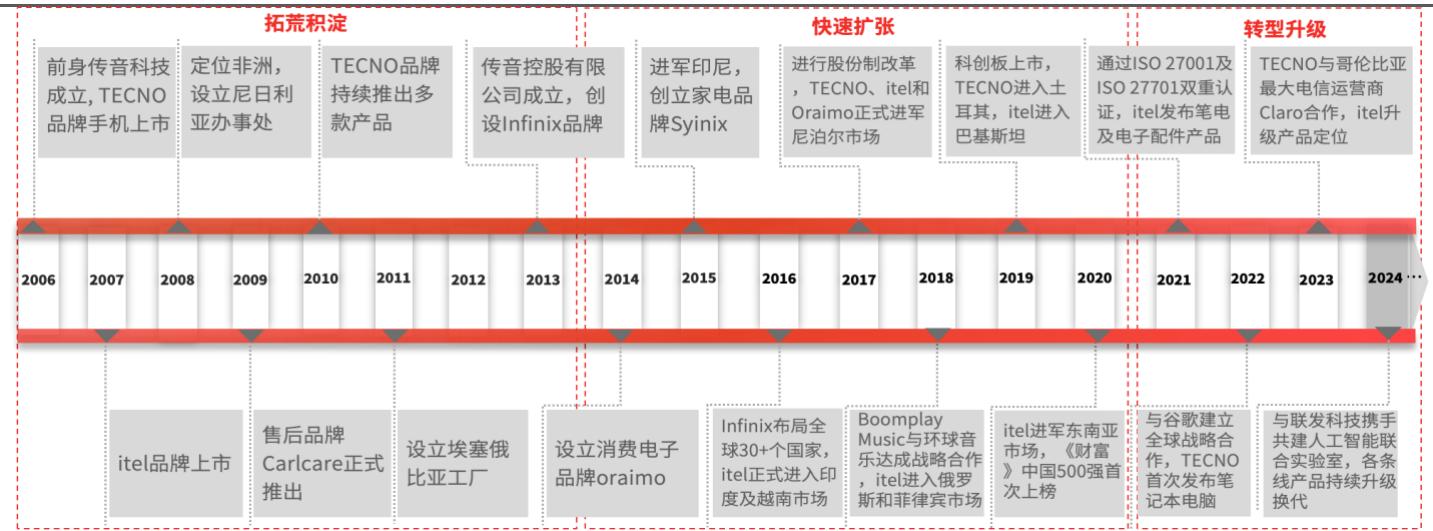 拓荒积淀
快速扩张
转型升级
前身传音科技
成立, TECNO
品牌手机上市
定位非洲，
设立尼日利
亚办事处
TECNO品牌
持续推出多
款产品
传音控股有限
公司成立，创
设Infinix品牌
进军印尼，
创立家电品
牌Syinix
进行股份制改革
，TECNO、itel和
Oraimo正式进军
尼泊尔市场
科创板上市，
TECNO进入土
耳其，itel进入
巴基斯坦
通过ISO 27001及
ISO 27701双重认
证，itel发布笔电
及电子配件产品
TECNO与哥伦比亚
最大电信运营商
Claro合作，itel升
级产品定位
2006
2007
2008
2009
2010
2011
2012
2013
2014
2015
2016
2017
2018
2019
2020
2021
2022
2023
2024 ···
itel品牌上市
售后品牌
Carlcare正式
推出
设立埃塞俄
比亚工厂
设立消费电子
品牌oraimo
Infinix布局全
球30+个国家，
itel正式进入印
度及越南市场
Boomplay
Music与环球音
乐达成战略合作
，itel进入俄罗
斯和菲律宾市场
itel进军东南亚
市场，《财富
》中国500强首
次上榜
与谷歌建立
全球战略合
作，TECNO
首次发布笔
记本电脑
与联发科技携手
共建人工智能联
合实验室，各条
线产品持续升级
换代